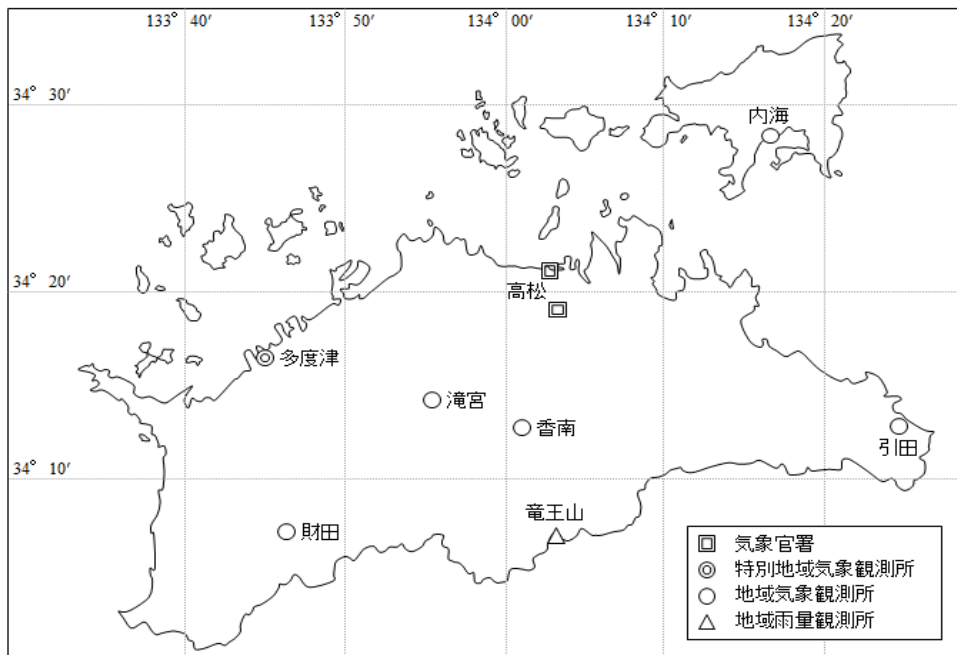 133° 40′
133° 50′
134° 00′
134° 10′
134° 20′
34° 30′
内海
34° 20′
高松
多度津
滝宮
香南
引田
34° 10′
竜王山
財田
気象官署
特別地域気象観測所
地域気象観測所
地域雨量観測所